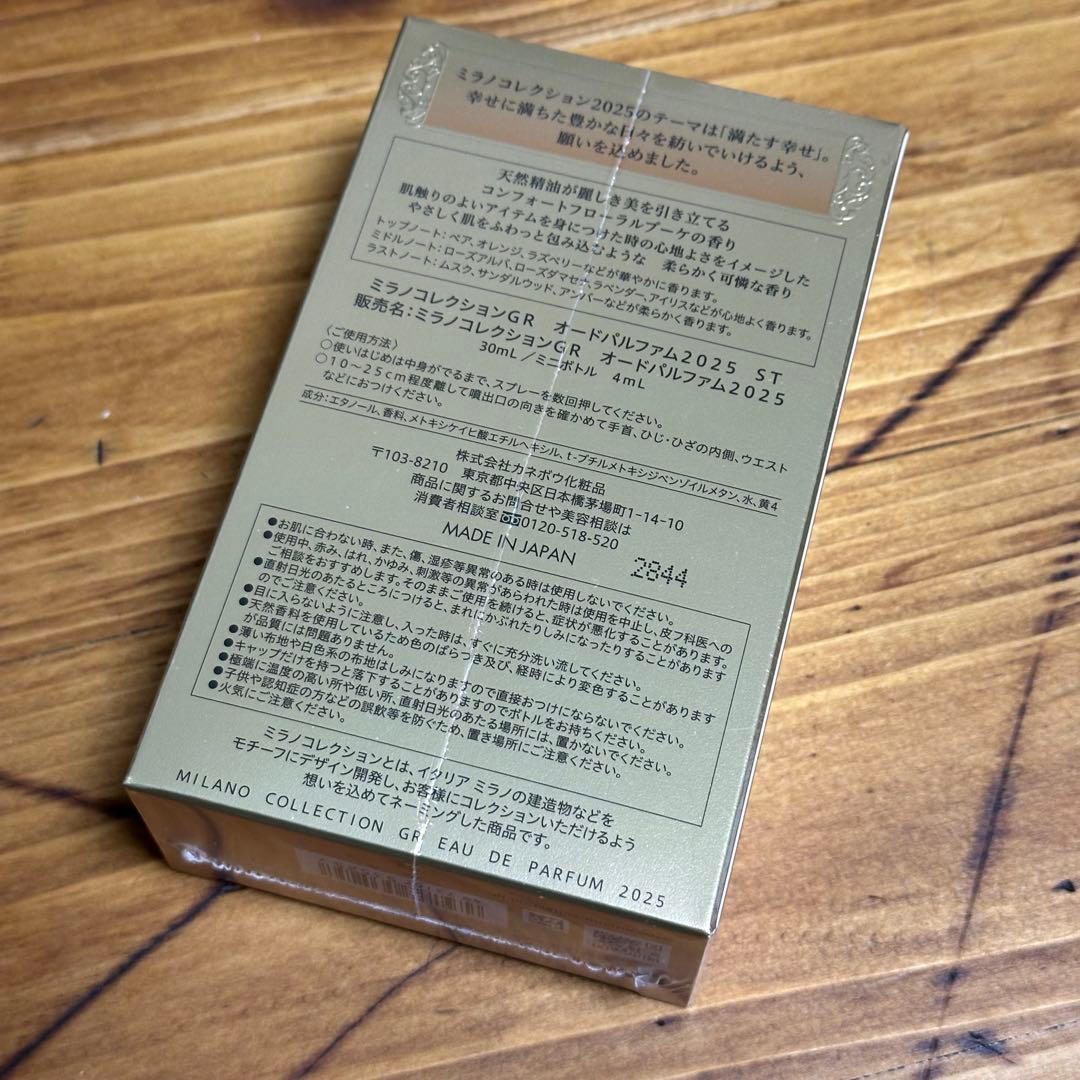 ミラノコレクション2025のテーマは「満たす幸せ」。
幸せに満ちた豊かな日々を紡いでいけるよう、
願いを込めました。
天然精油が麗しき美を引き立てる
コンフォートフローラルブーケの香り
肌触りのよいアイテムを身につけた時の心地よさをイメージした
やさしく肌をふわっと包み込むような 柔らかく可憐な香り
トップノート:ペア、オレンジ、ラズベリーなどが華やかに香ります。
ミドルノート:ローズアルバ、ローズダマセナ、ラベンダー、アイリスなどが心地よく香ります。
ラストノート:ムスク、サンダルウッド、アンバーなどが柔らかく香ります。
ミラノコレクションGR オードパルファム2025 ST
販売名:ミラノコレクションGR オードパルファム2025
30mL/ミニボトル 4mL
〈ご使用方法〉
○使いはじめは中身がでるまで、スプレーを数回押してください。
○10~25cm程度離して噴出口の向きを確かめて手首、ひじ・ひざの内側、ウエスト
などにおつけください。
成分:エタノール、香料、メトキシケイヒ酸エチルヘキシル、t-ブチルメトキシジベンゾイルメタン、水、黄4
株式会社カネボウ化粧品
〒103-8210 東京都中央区日本橋茅場町1-14-10
商品に関するお問合せや美容相談は
消費者相談室 0120-518-520
MADE IN JAPAN
2844
●お肌に合わない時、また、傷、湿疹等異常のある時は使用しないでください。
●使用中、赤み、はれ、かゆみ、刺激等の異常があらわれた時は使用を中止し、皮フ科医への
ご相談をおすすめします。そのままご使用を続けると、症状が悪化することがあります。
●直射日光のあたるところにつけると、まれにかぶれたりしみになったりすることがあります
のでご注意ください。
●目に入らないように注意し、入った時は、すぐに充分洗い流してください。
●天然香料を使用しているため色のばらつき及び、経時により変色することがあります
が品質には問題ありません。
●薄い布地や白色系の布地はしみになりますので直接おつけにならないでください。
●キャップだけを持つと落下することがありますのでボトルをお持ちください。
●極端に温度の高い所や低い所、直射日光のあたる場所には、置かないでください。
●子供や認知症の方などの誤飲等を防ぐため、置き場所にご注意ください。
●火気にご注意ください。
ミラノコレクションとは、イタリア ミラノの建造物などを
モチーフにデザイン開発し、お客様にコレクションいただけるよう
想いを込めてネーミングした商品です。
MILANO COLLECTION GR EAU DE PARFUM 2025